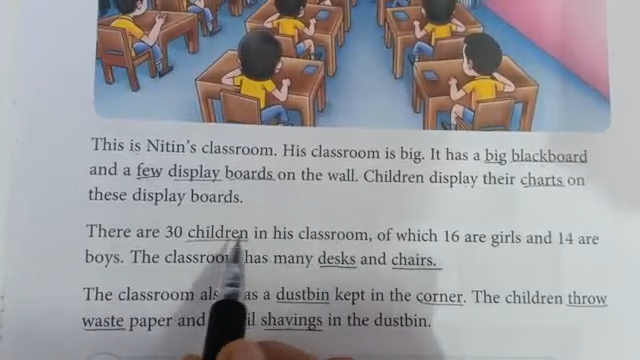 This is Nitin's classroom. His classroom is big. It has a big blackboard
and a few display boards on the wall. Children display their charts on
these display boards.
There are 30 children in his classroom, of which 16 are girls and 14 are
boys. The classroom has many desks and chairs.
The classroom as a dustbin kept in the corner. The children throw
waste paper and shavings in the dustbin.